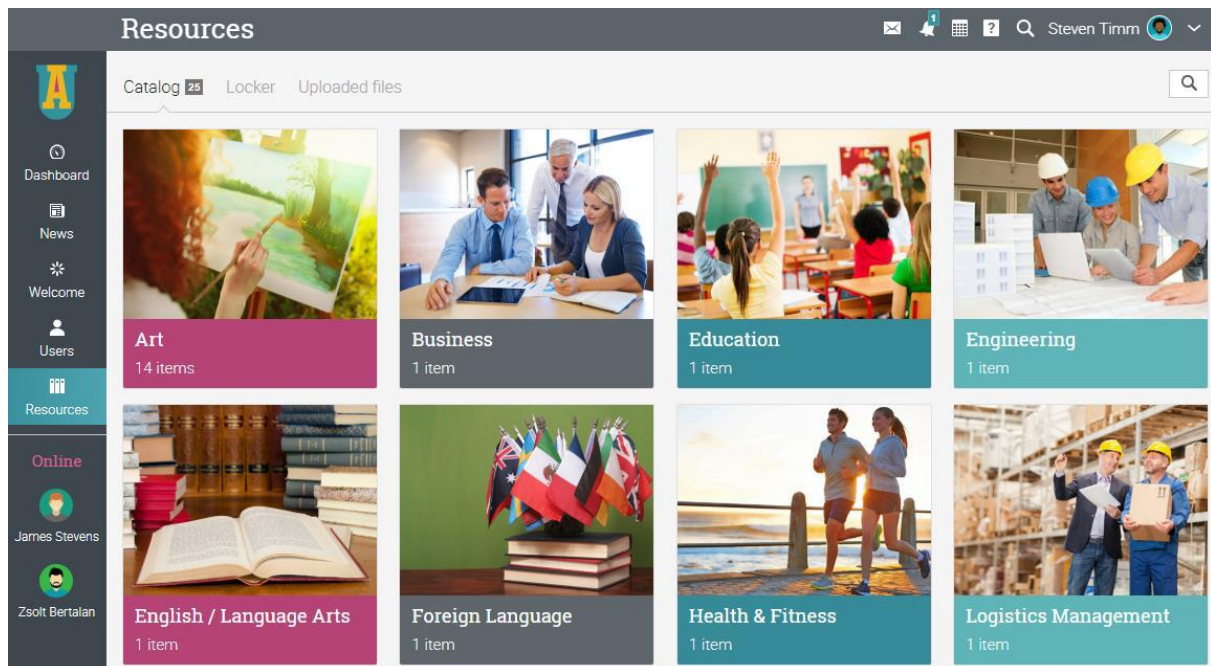 Resources
1
?
Steven Timm
A
Dashboard
News
Welcome
Users
Resources
Online
James Stevens
Zsolt Bertalan
Catalog 25 Locker Uploaded files
Art
14 items
Business
1 item
Education
1 item
Engineering
1 item
English / Language Arts
1 item
Foreign Language
1 item
Health & Fitness
1 item
Logistics Management
1 item